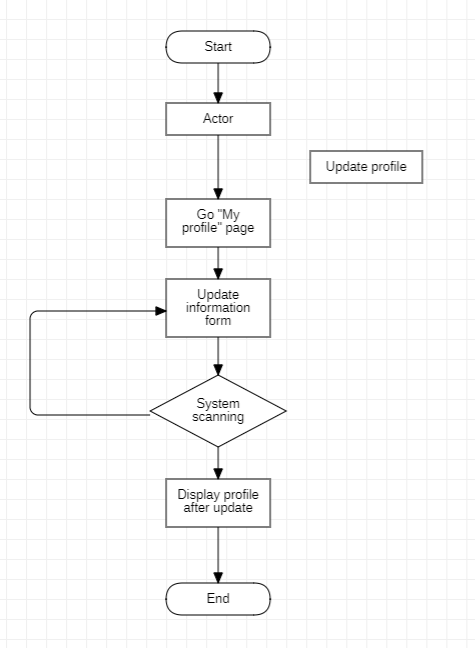 Start
Actor
Update profile
Go "My
profile" page
Update
information
form
System
scanning
Display profile
after update
End